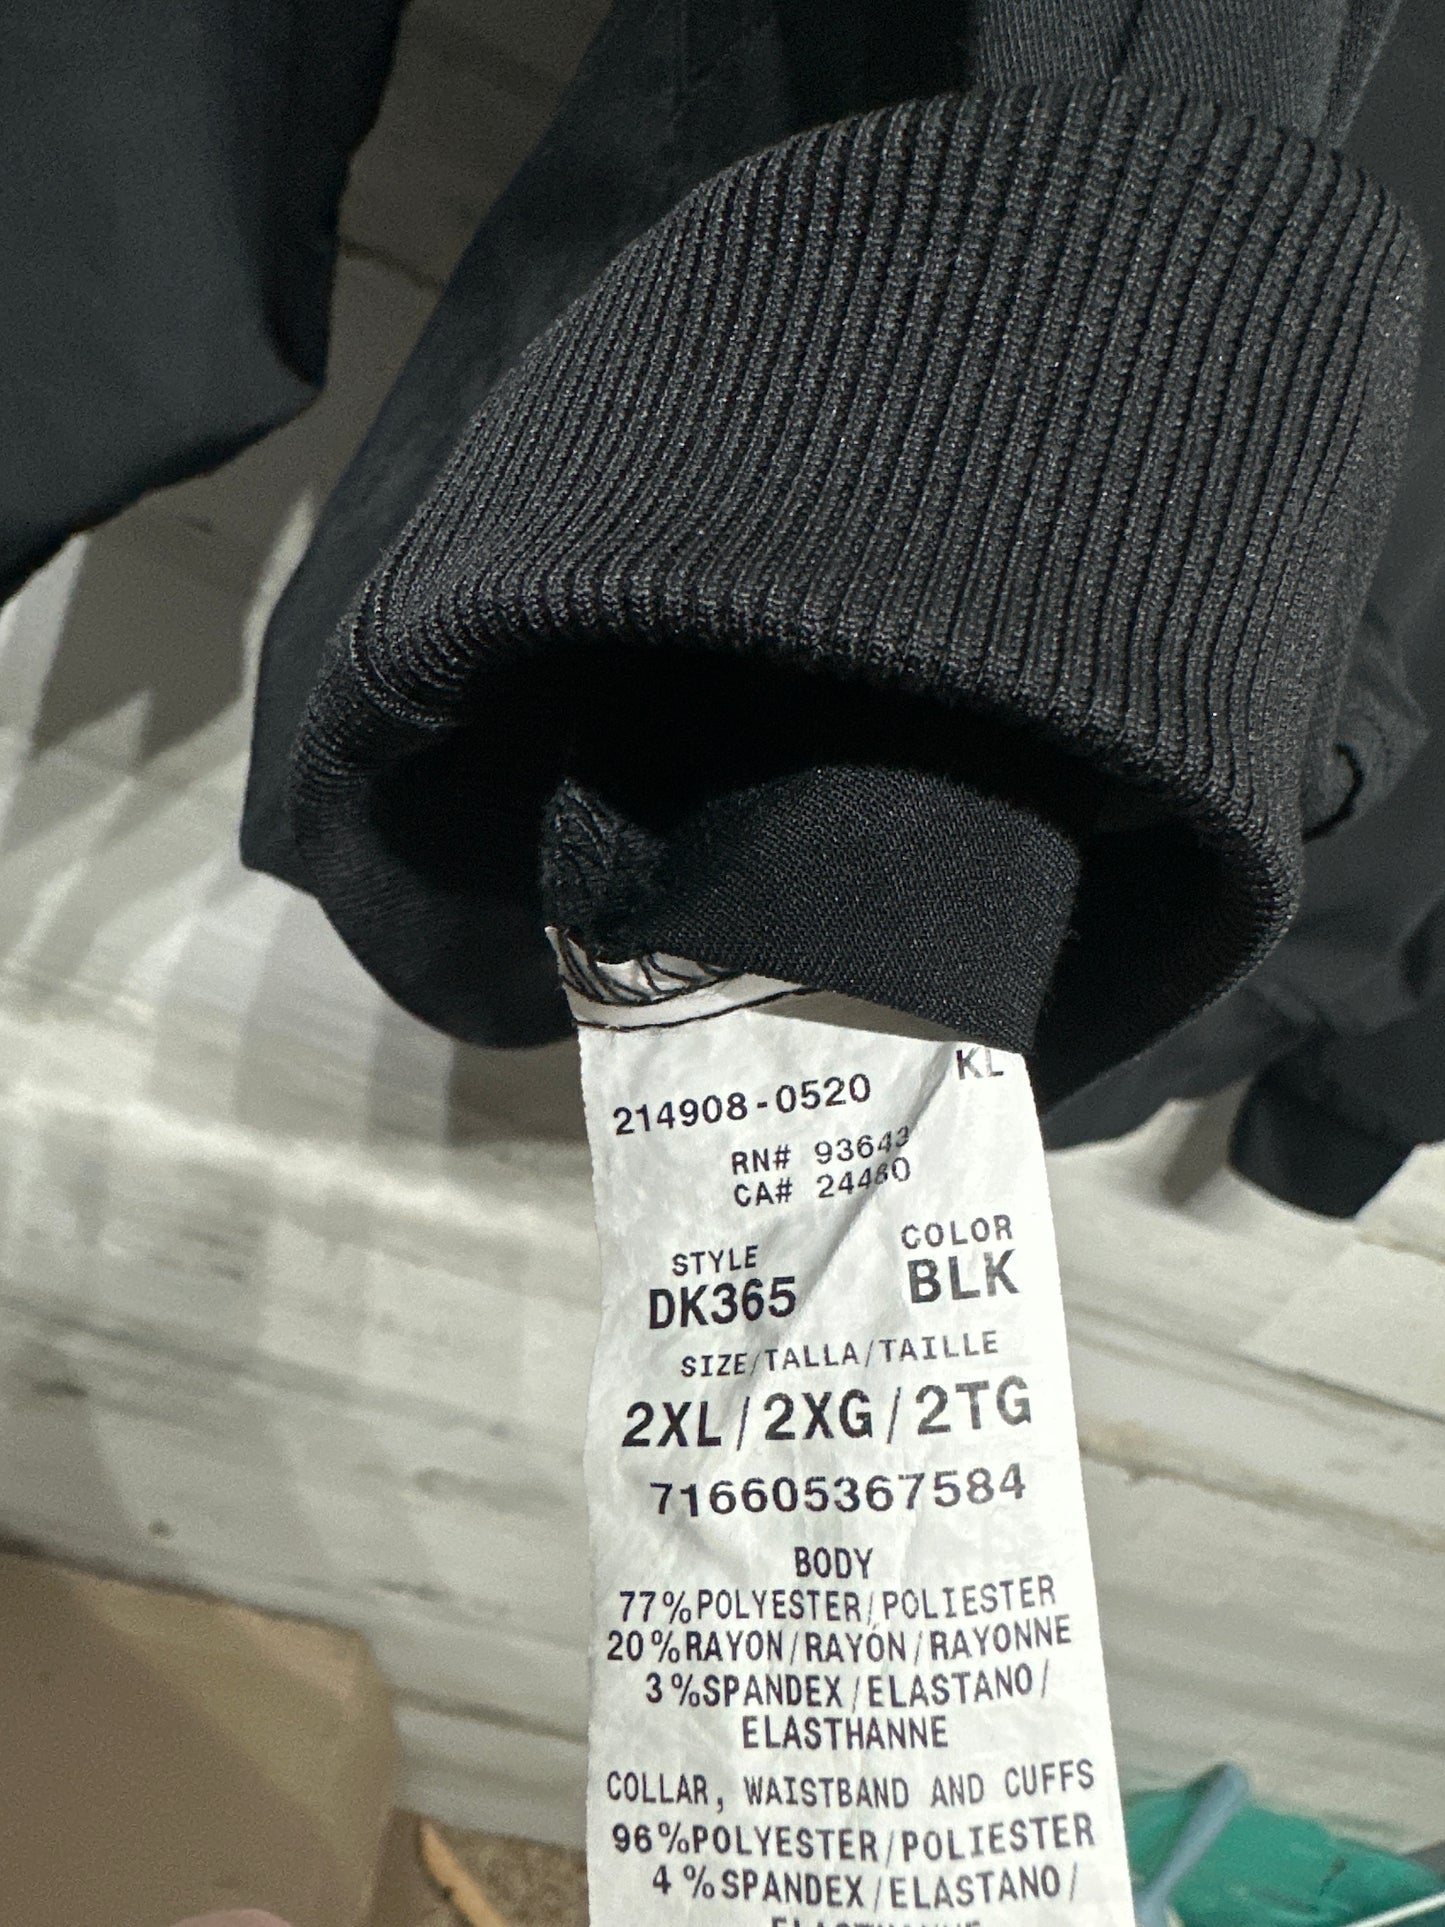 KL
214908-0520
RN# 93643
CA# 24460
STYLE COLOR
DK365 BLK
SIZE/TALLA/TAILLE
2XL/2XG/2TG
716605367584
BODY
77%POLYESTER/POLIESTER
20%RAYON/RAYÓN/RAYONNE
3%SPANDEX/ELASTANO/
ELASTHANNE
COLLAR, WAISTBAND AND CUFFS
96%POLYESTER/POLIESTER
4%SPANDEX/ELASTANO/